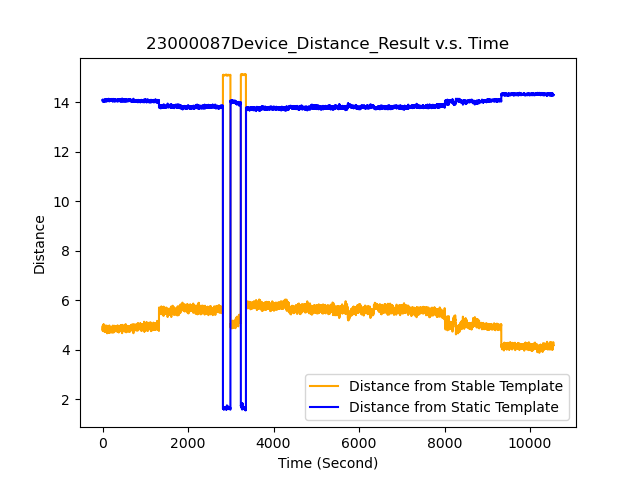 23000087Device_Distance_Result v.s. Time
Distance
14
12
10
8
6
4
2
0
2000
4000
6000
8000
10000
Time (Second)
Distance from Stable Template
Distance from Static Template